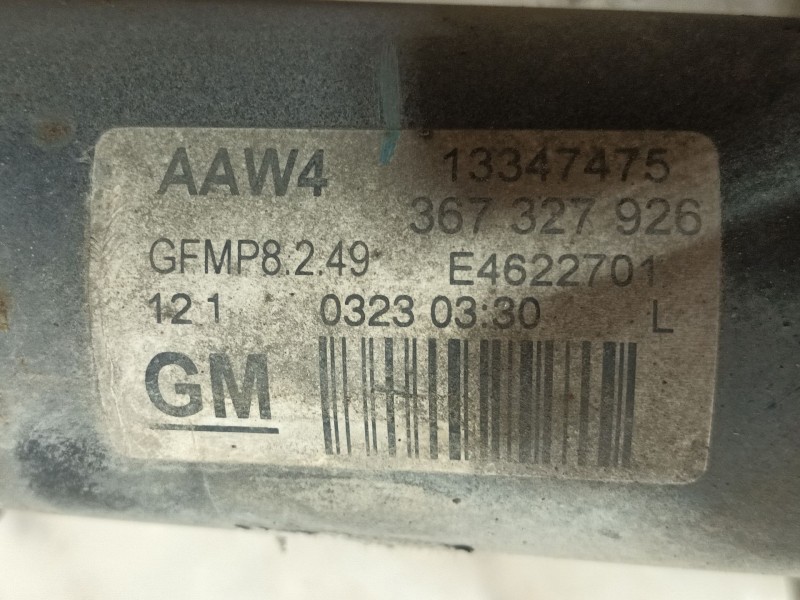 AAW4 13347475
367 327 926
GFMP8.2.49 E4622701
12 1 0323 03:30 L
GM